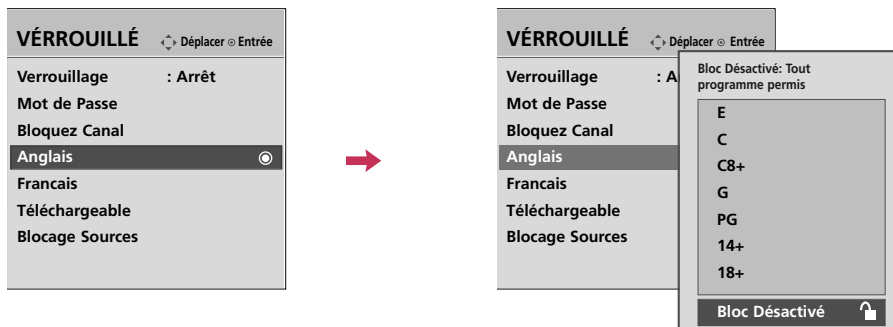 VÉRROUILLÉ Déplacer Entrée
Verrouillage : Arrêt
Mot de Passe
Bloquez Canal
Anglais
Francais
Téléchargeable
Blocage Sources
VÉRROUILLÉ Déplacer Entrée
Verrouillage : A
Mot de Passe
Bloquez Canal
Anglais
Francais
Téléchargeable
Blocage Sources
Bloc Désactivé: Tout
programme permis
E
C
C8+
G
PG
14+
18+
Bloc Désactivé